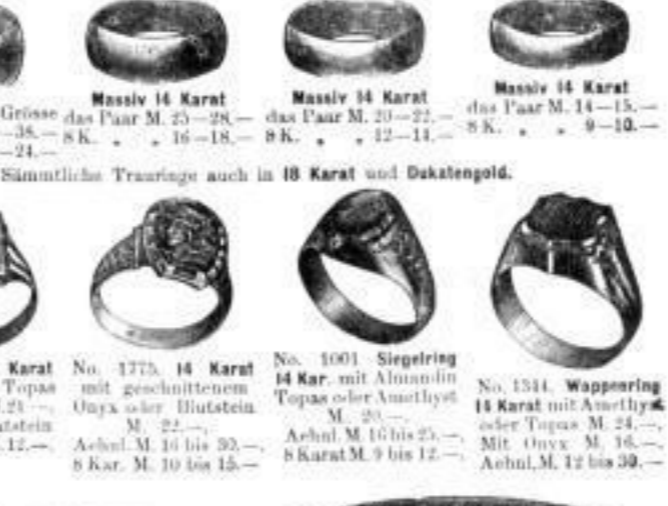 Massiv 14 Karat
das Paar M. 25—28.—
8 K. „ „ 16—18.—
Massiv 14 Karat
das Paar M. 20—22.—
8 K. „ „ 12—14.—
Massiv 14 Karat
das Paar M. 14—15.—
8 K. „ „ 9—10.—
Grösse
—38.—
—24.—
Sämmtliche Trauringe auch in 18 Karat und Dukatengold.
Karat
Topas
12.—,
No. 1775. 14 Karat
mit geschnittenem
Onyx oder Blutstein
M. 22.—,
Aehnl. M. 16 bis 30.—,
8 Kar. M. 10 bis 15.—
No. 1001 Siegelring
14 Kar. mit Almandin
Topas oder Amethyst
M. 20.—,
Aehnl. M. 16 bis 25.—,
8 Karat M. 9 bis 12.—,
No. 1344. Wappenring
14 Karat mit Amethyst
oder Topas M. 24.—,
Mit Onyx M. 16.—,
Aehnl. M. 12 bis 30.—